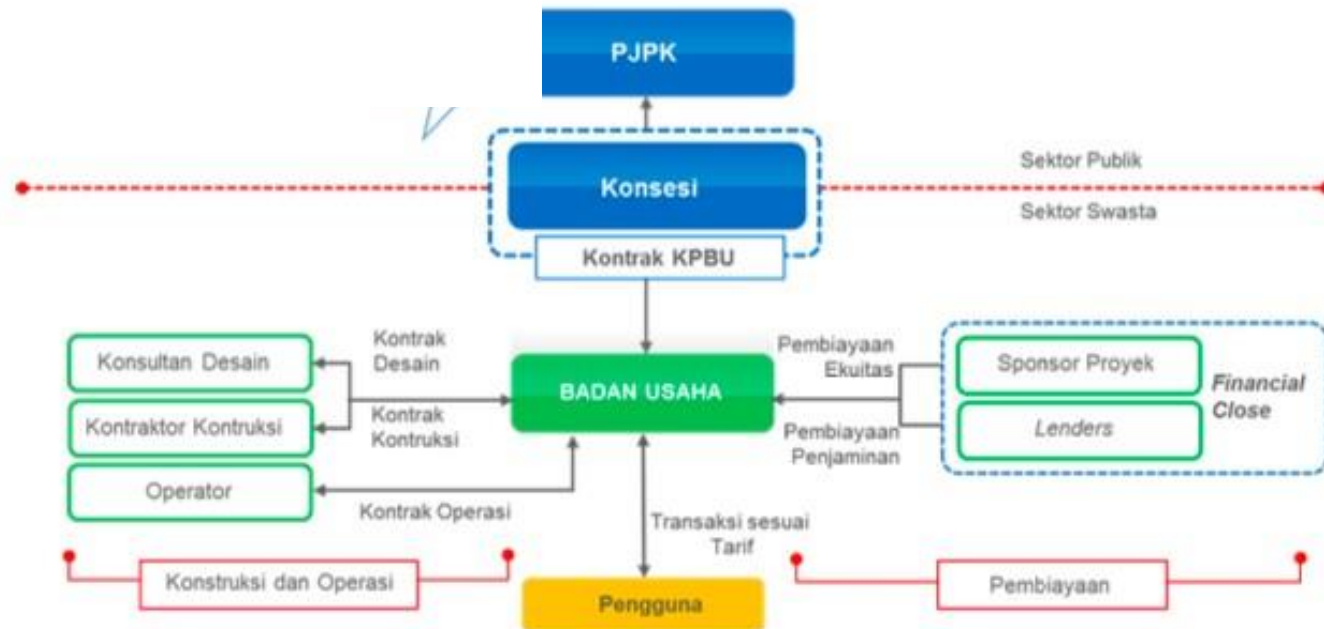 PJPK
Konsesi
Sektor Publik
Sektor Swasta
Kontrak KPBU
Konsultan Desain
Kontraktor Kontruksi
Operator
Kontrak
Desain
Kontrak
Kontruksi
Kontrak Operasi
BADAN USAHA
Pembiayaan
Ekuitas
Pembiayaan
Penjaminan
Sponsor Proyek
Lenders
Financial
Close
Transaksi sesuai
Tarif
Konstruksi dan Operasi
Pengguna
Pembiayaan